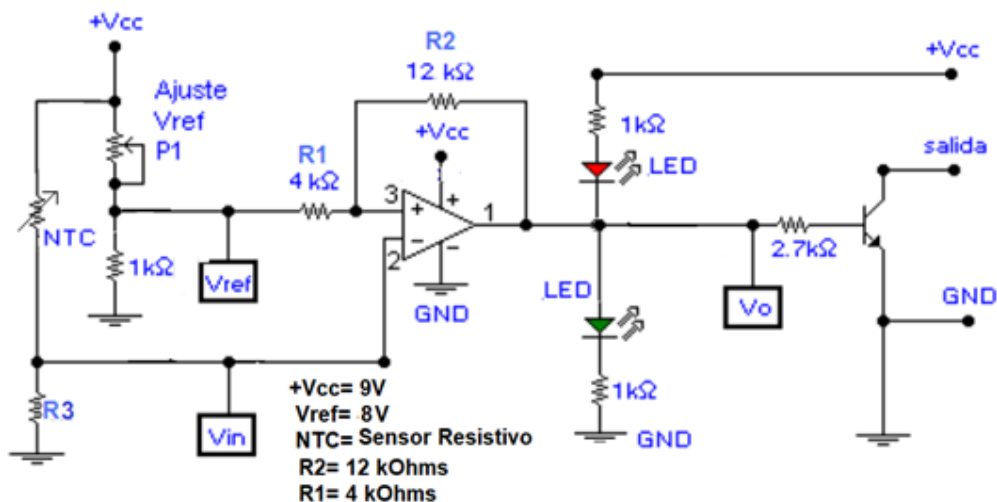 +Vcc
R2
12 kΩ
+Vcc
Ajuste
Vref
P1
+Vcc
1kΩ
salida
R1
4 kΩ
LED
3
+
+
1
NTC
-
-
2
2.7kΩ
1kΩ
Vref
LED
Vo
GND
GND
+Vcc= 9V
1kΩ
R3
Vin
Vref= 8V
GND
NTC= Sensor Resistivo
R2= 12 kOhms
R1= 4 kOhms